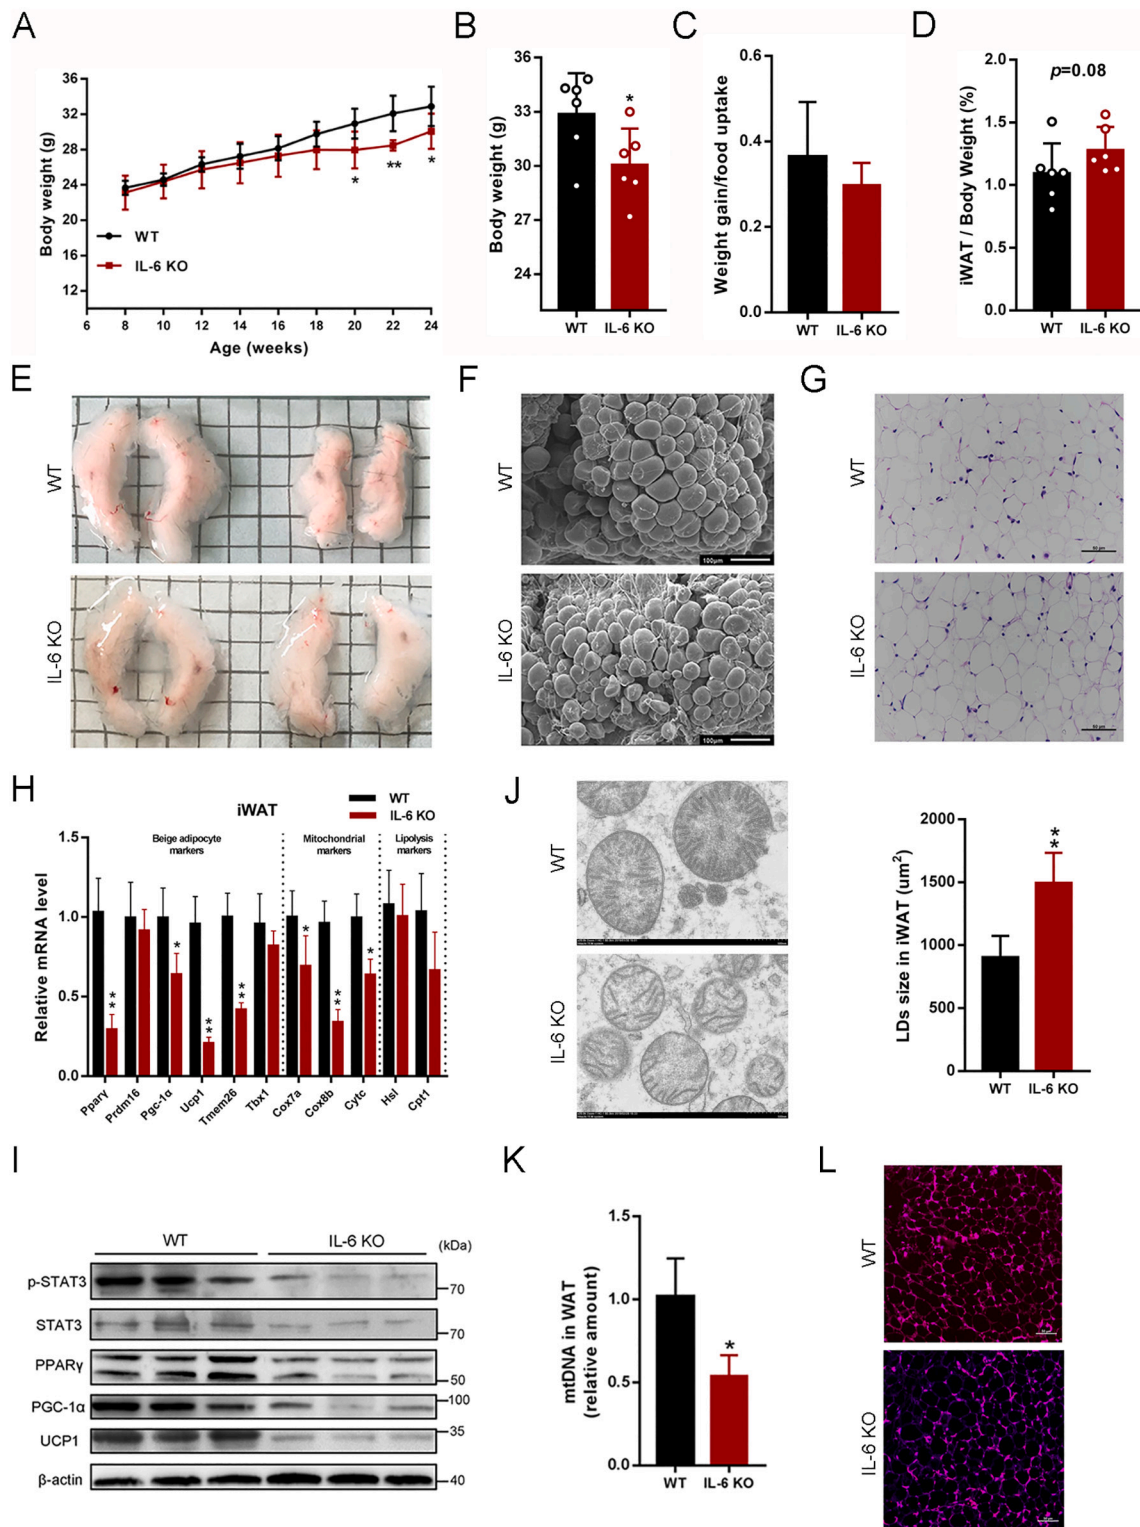 A
Body weight (g)
36
32
28
24
20
16
12
WT
IL-6 KO
6
8
10
12
14
16
18
20
22
24
Age (weeks)
*
**
*
B
Body weight (g)
36
33
30
27
24
*
WT
IL-6 KO
C
Weight gain/food uptake
0.6
0.4
0.2
0.0
WT
IL-6 KO
D
iWAT / Body Weight (%)
2.0
1.5
1.0
0.5
0.0
p=0.08
WT
IL-6 KO
E
WT
IL-6 KO
F
WT
100μm
IL-6 KO
100μm
G
WT
50 μm
IL-6 KO
50 μm
H
iWAT
WT
IL-6 KO
Relative mRNA level
1.5
1.0
0.5
0.0
Beige adipocyte
markers
Mitochondrial
markers
Lipolysis
markers
**
*
**
**
*
**
*
Pparγ
Prdm16
Pgc-1α
Ucp1
Tmem26
Tbx1
Cox7a
Cox8b
Cytc
Hsl
Cpt1
J
WT
IL-6 KO
LDs size in iWAT (um²)
2000
1500
1000
500
0
**
WT
IL-6 KO
I
WT
IL-6 KO
(kDa)
p-STAT3
70
STAT3
70
PPARγ
50
PGC-1α
100
UCP1
35
β-actin
40
K
mtDNA in WAT
(relative amount)
1.5
1.0
0.5
0.0
*
WT
IL-6 KO
L
WT
IL-6 KO